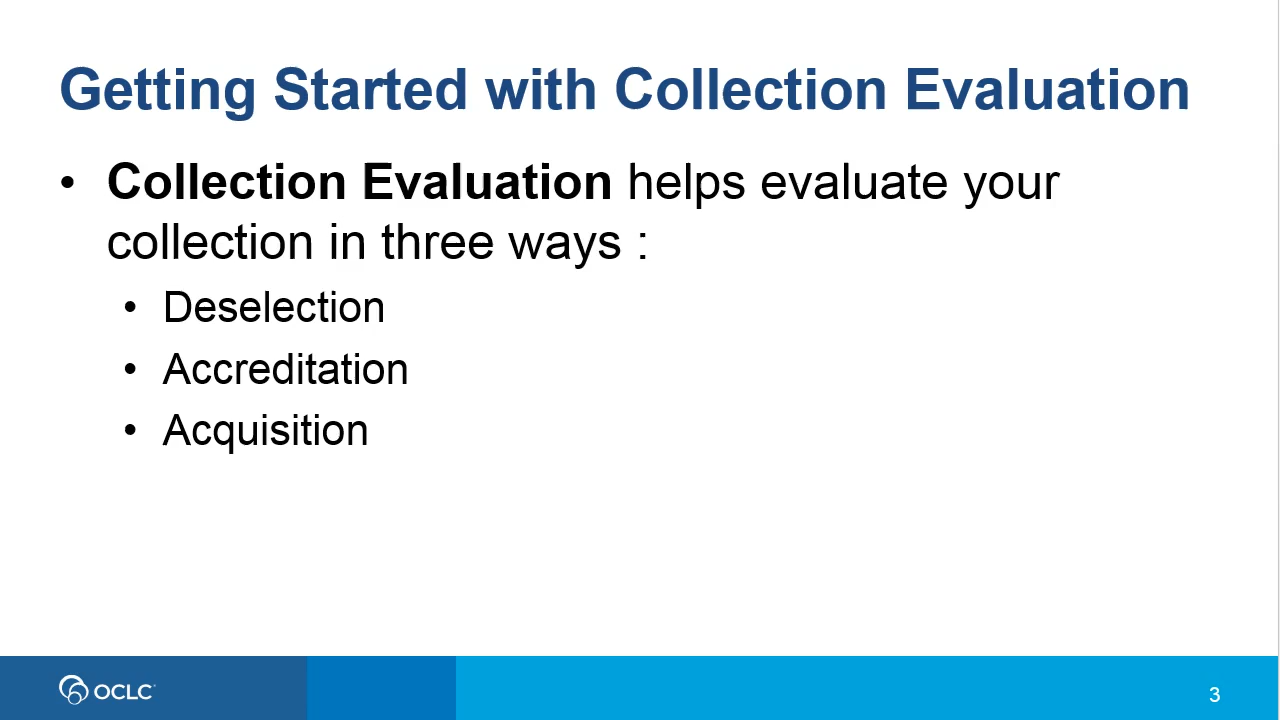 Getting Started with Collection Evaluation
• Collection Evaluation helps evaluate your
collection in three ways :
• Deselection
• Accreditation
• Acquisition
OCLC
3